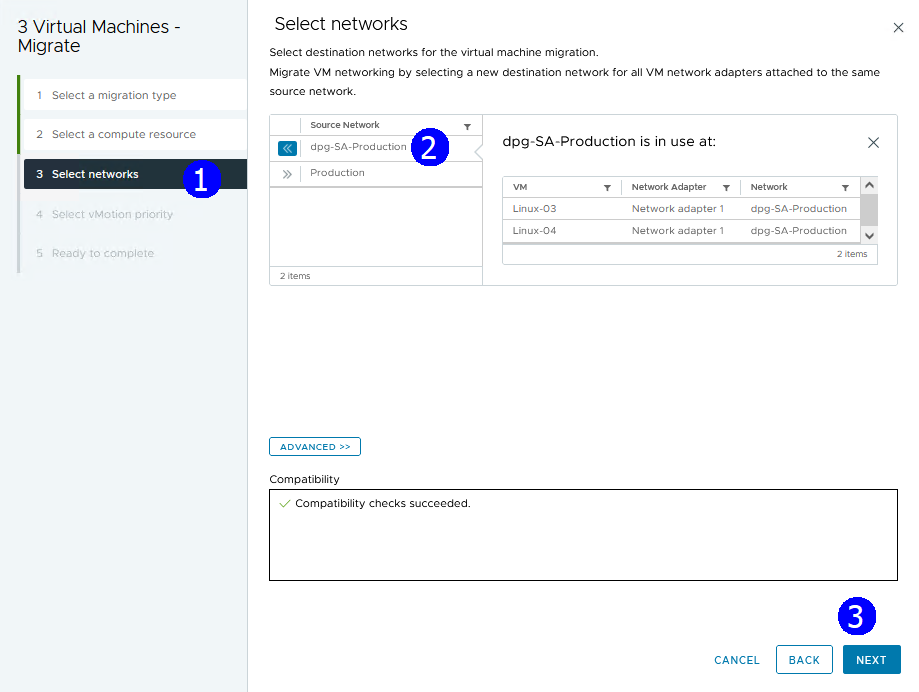 3 Virtual Machines -
Migrate
1 Select a migration type
2 Select a compute resource
3 Select networks
1
4 Select vMotion priority
5 Ready to complete
Select networks
Select destination networks for the virtual machine migration.
Migrate VM networking by selecting a new destination network for all VM network adapters attached to the same
source network.
Source Network
dpg-SA-Production
2
Production
2 items
dpg-SA-Production is in use at:
VM Network Adapter Network
Linux-03 Network adapter 1 dpg-SA-Production
Linux-04 Network adapter 1 dpg-SA-Production
2 items
ADVANCED >>
Compatibility
Compatibility checks succeeded.
3
CANCEL BACK NEXT